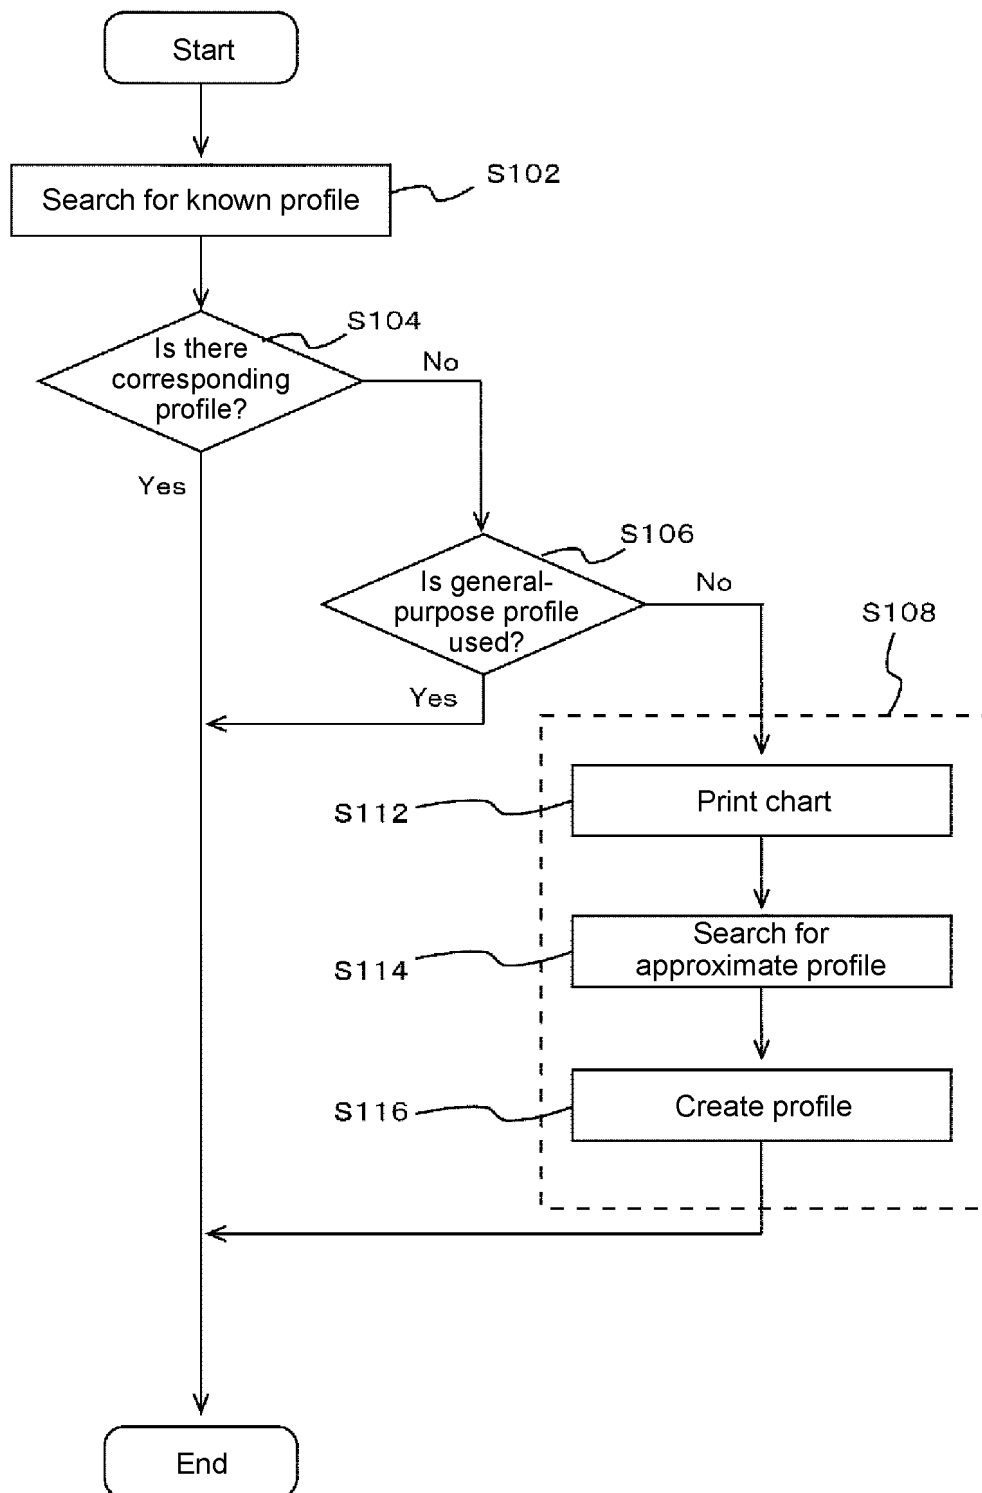 Start
S102
Search for known profile
S104
Is there
corresponding
profile?
No
Yes
S106
Is general-
purpose profile
used?
No
Yes
S108
S112
Print chart
S114
Search for
approximate profile
S116
Create profile
End